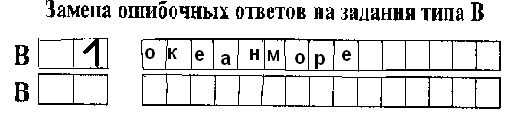 Замена ошибочных ответов на задания типа В
В 1 океанморе
В